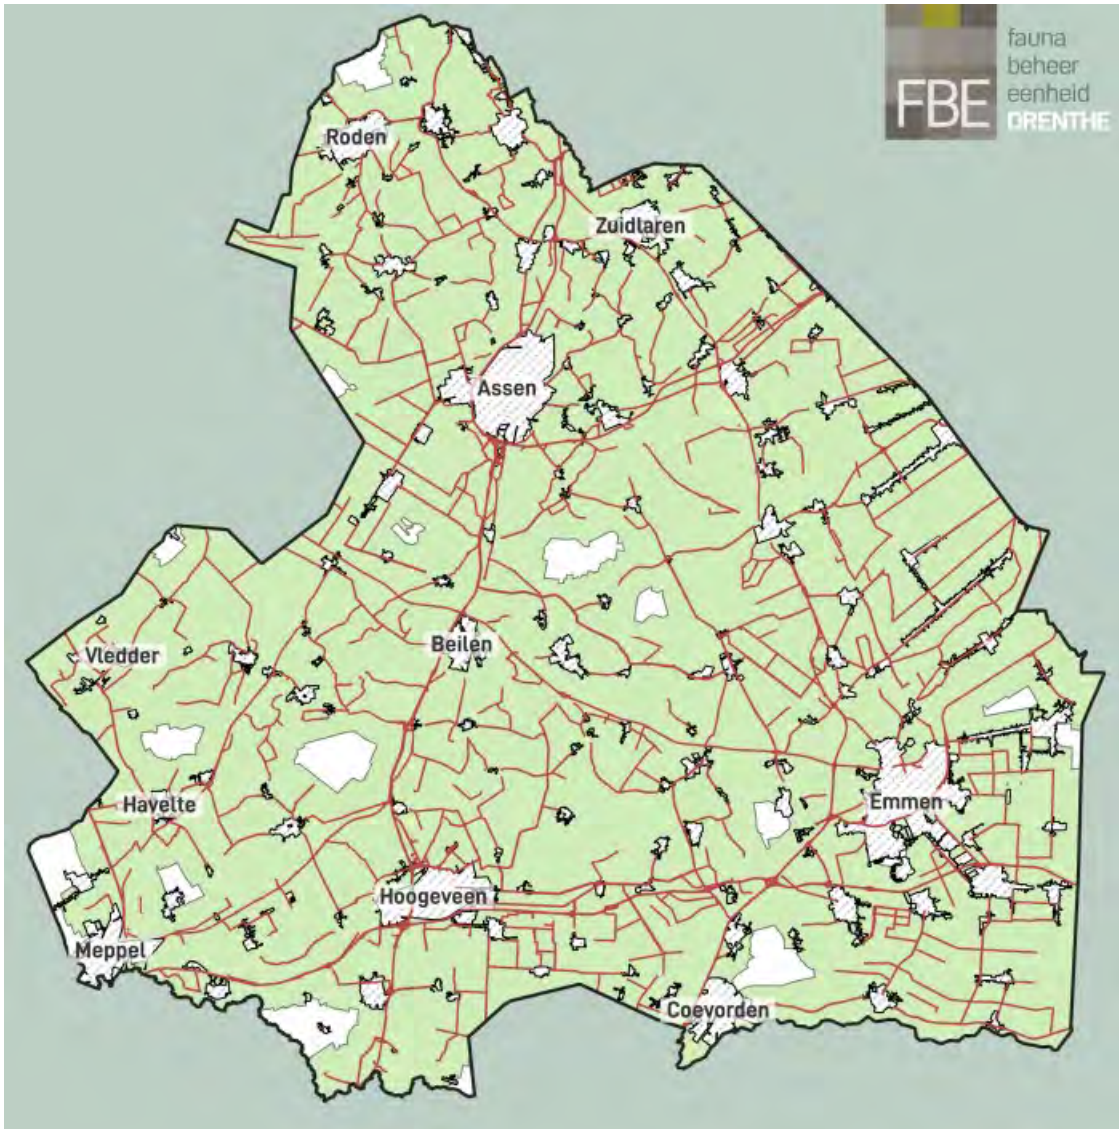 fauna
beheer
eenheid
FBE DRENTHE
Roden
Zuidlaren
Assen
Beilen
Vledder
Havelte
Emmen
Hoogeveen
Meppel
Coevorden